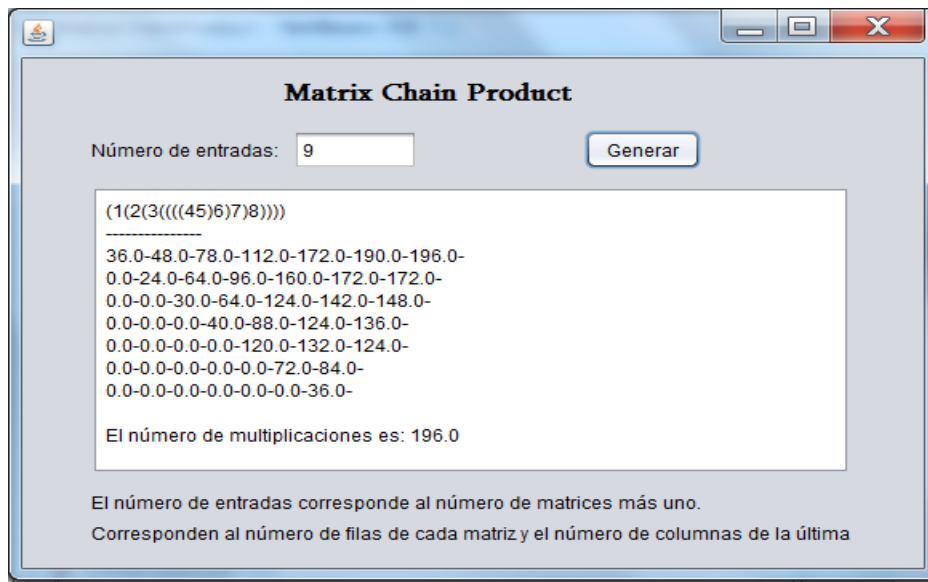 Matrix Chain Product
Número de entradas: 9 Generar
(1(2(3((((45)6)7)8))))
---------------
36.0-48.0-78.0-112.0-172.0-190.0-196.0-
0.0-24.0-64.0-96.0-160.0-172.0-172.0-
0.0-0.0-30.0-64.0-124.0-142.0-148.0-
0.0-0.0-0.0-40.0-88.0-124.0-136.0-
0.0-0.0-0.0-0.0-120.0-132.0-124.0-
0.0-0.0-0.0-0.0-0.0-72.0-84.0-
0.0-0.0-0.0-0.0-0.0-0.0-36.0-
El número de multiplicaciones es: 196.0
El número de entradas corresponde al número de matrices más uno.
Corresponden al número de filas de cada matriz y el número de columnas de la última